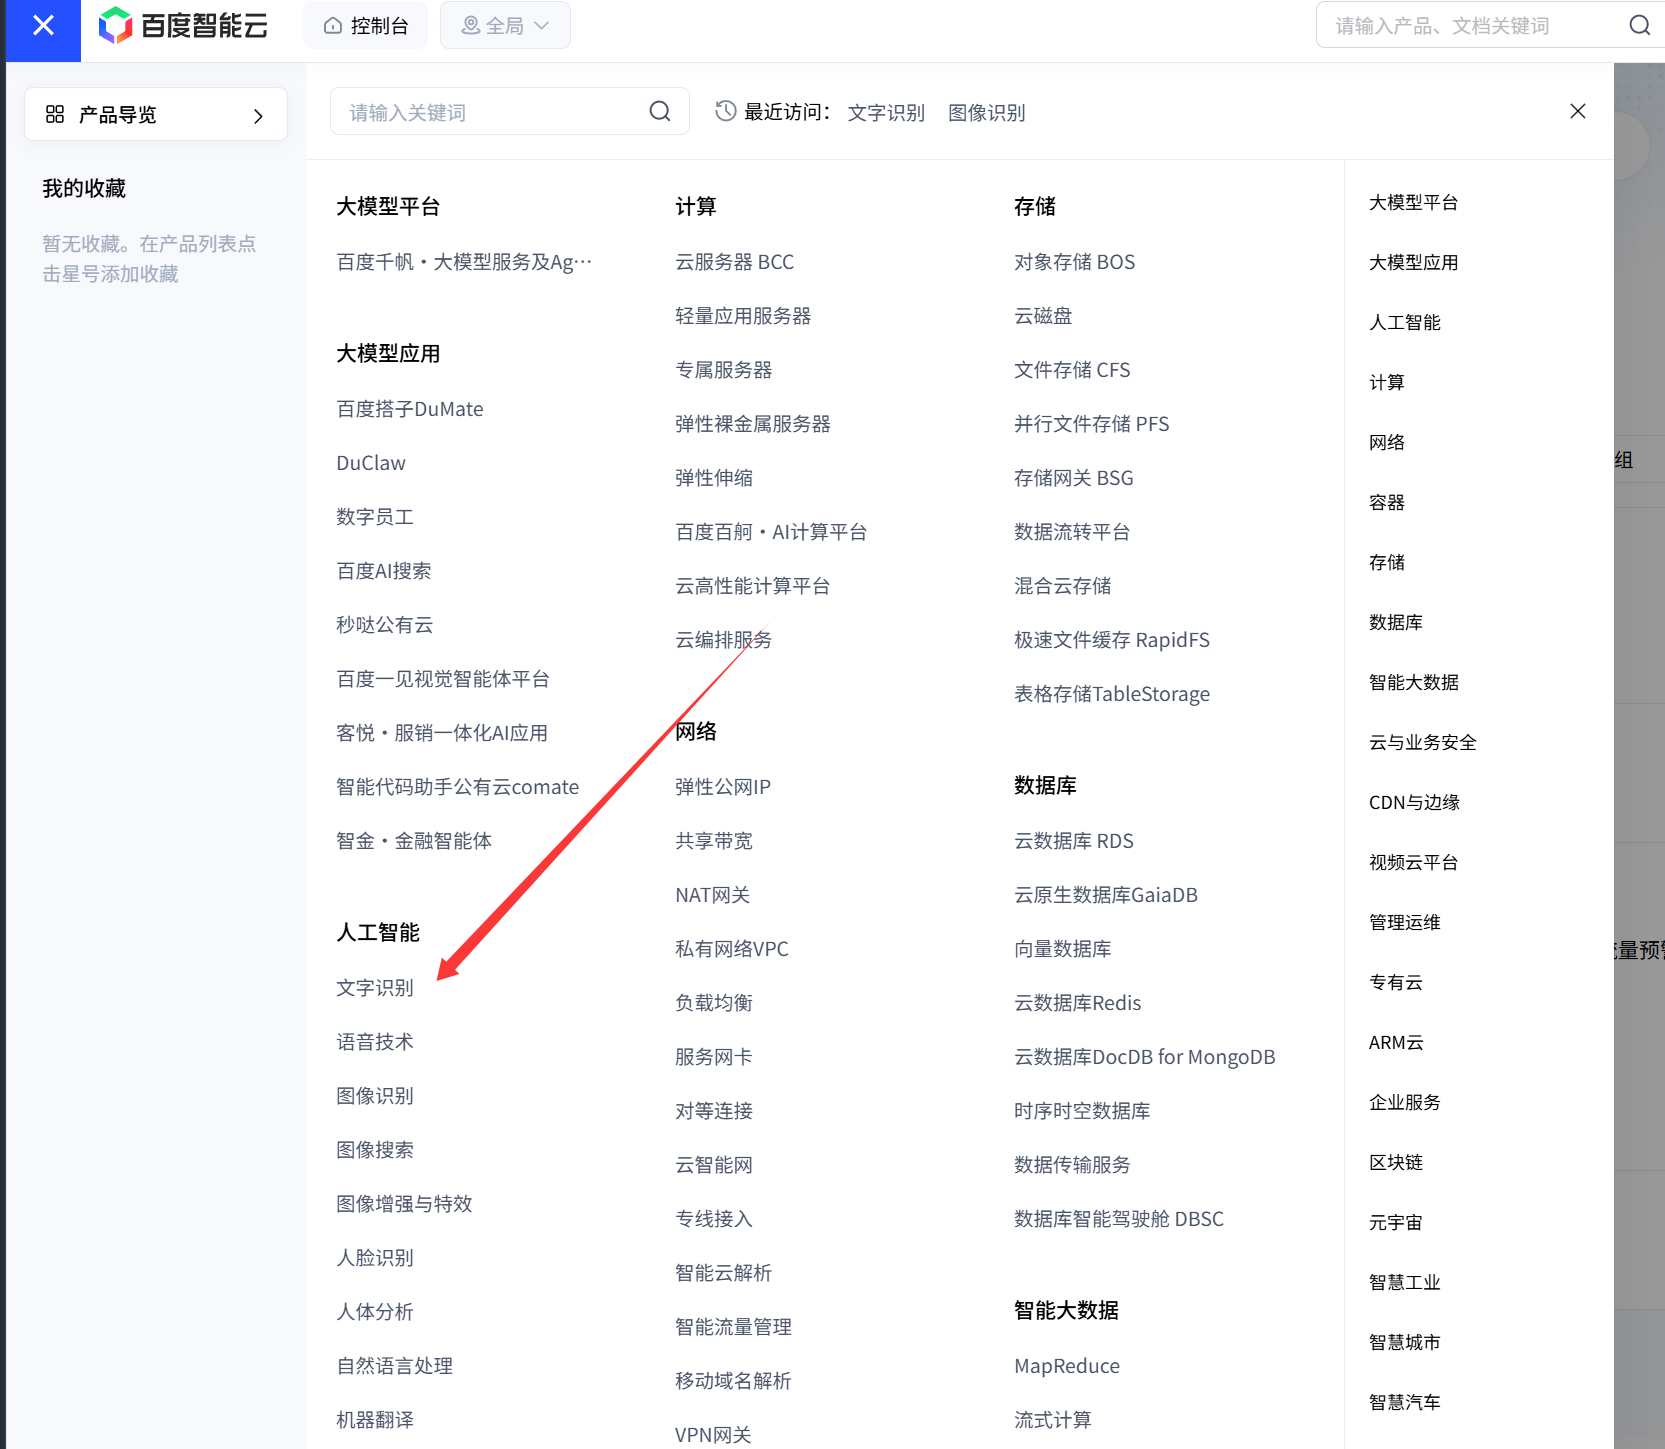 百度智能云
控制台
全局
请输入产品、文档关键词
产品导览
我的收藏
暂无收藏。在产品列表点
击星号添加收藏
请输入关键词
最近访问：
文字识别
图像识别
大模型平台
百度千帆·大模型服务及Ag···
大模型应用
百度搭子DuMate
DuClaw
数字员工
百度AI搜索
秒哒公有云
百度一见视觉智能体平台
客悦·服销一体化AI应用
智能代码助手公有云comate
智金·金融智能体
人工智能
文字识别
语音技术
图像识别
图像搜索
图像增强与特效
人脸识别
人体分析
自然语言处理
机器翻译
计算
云服务器 BCC
轻量应用服务器
专属服务器
弹性裸金属服务器
弹性伸缩
百度百舸·AI计算平台
云高性能计算平台
云编排服务
网络
弹性公网IP
共享带宽
NAT网关
私有网络VPC
负载均衡
服务网卡
对等连接
云智能网
专线接入
智能云解析
智能流量管理
移动域名解析
VPN网关
存储
对象存储 BOS
云磁盘
文件存储 CFS
并行文件存储 PFS
存储网关 BSG
数据流转平台
混合云存储
极速文件缓存 RapidFS
表格存储TableStorage
数据库
云数据库 RDS
云原生数据库GaiaDB
向量数据库
云数据库Redis
云数据库DocDB for MongoDB
时序时空数据库
数据传输服务
数据库智能驾驶舱 DBSC
智能大数据
MapReduce
流式计算
大模型平台
大模型应用
人工智能
计算
网络
容器
存储
数据库
智能大数据
云与业务安全
CDN与边缘
视频云平台
管理运维
专有云
ARM云
企业服务
区块链
元宇宙
智慧工业
智慧城市
智慧汽车
组
量预